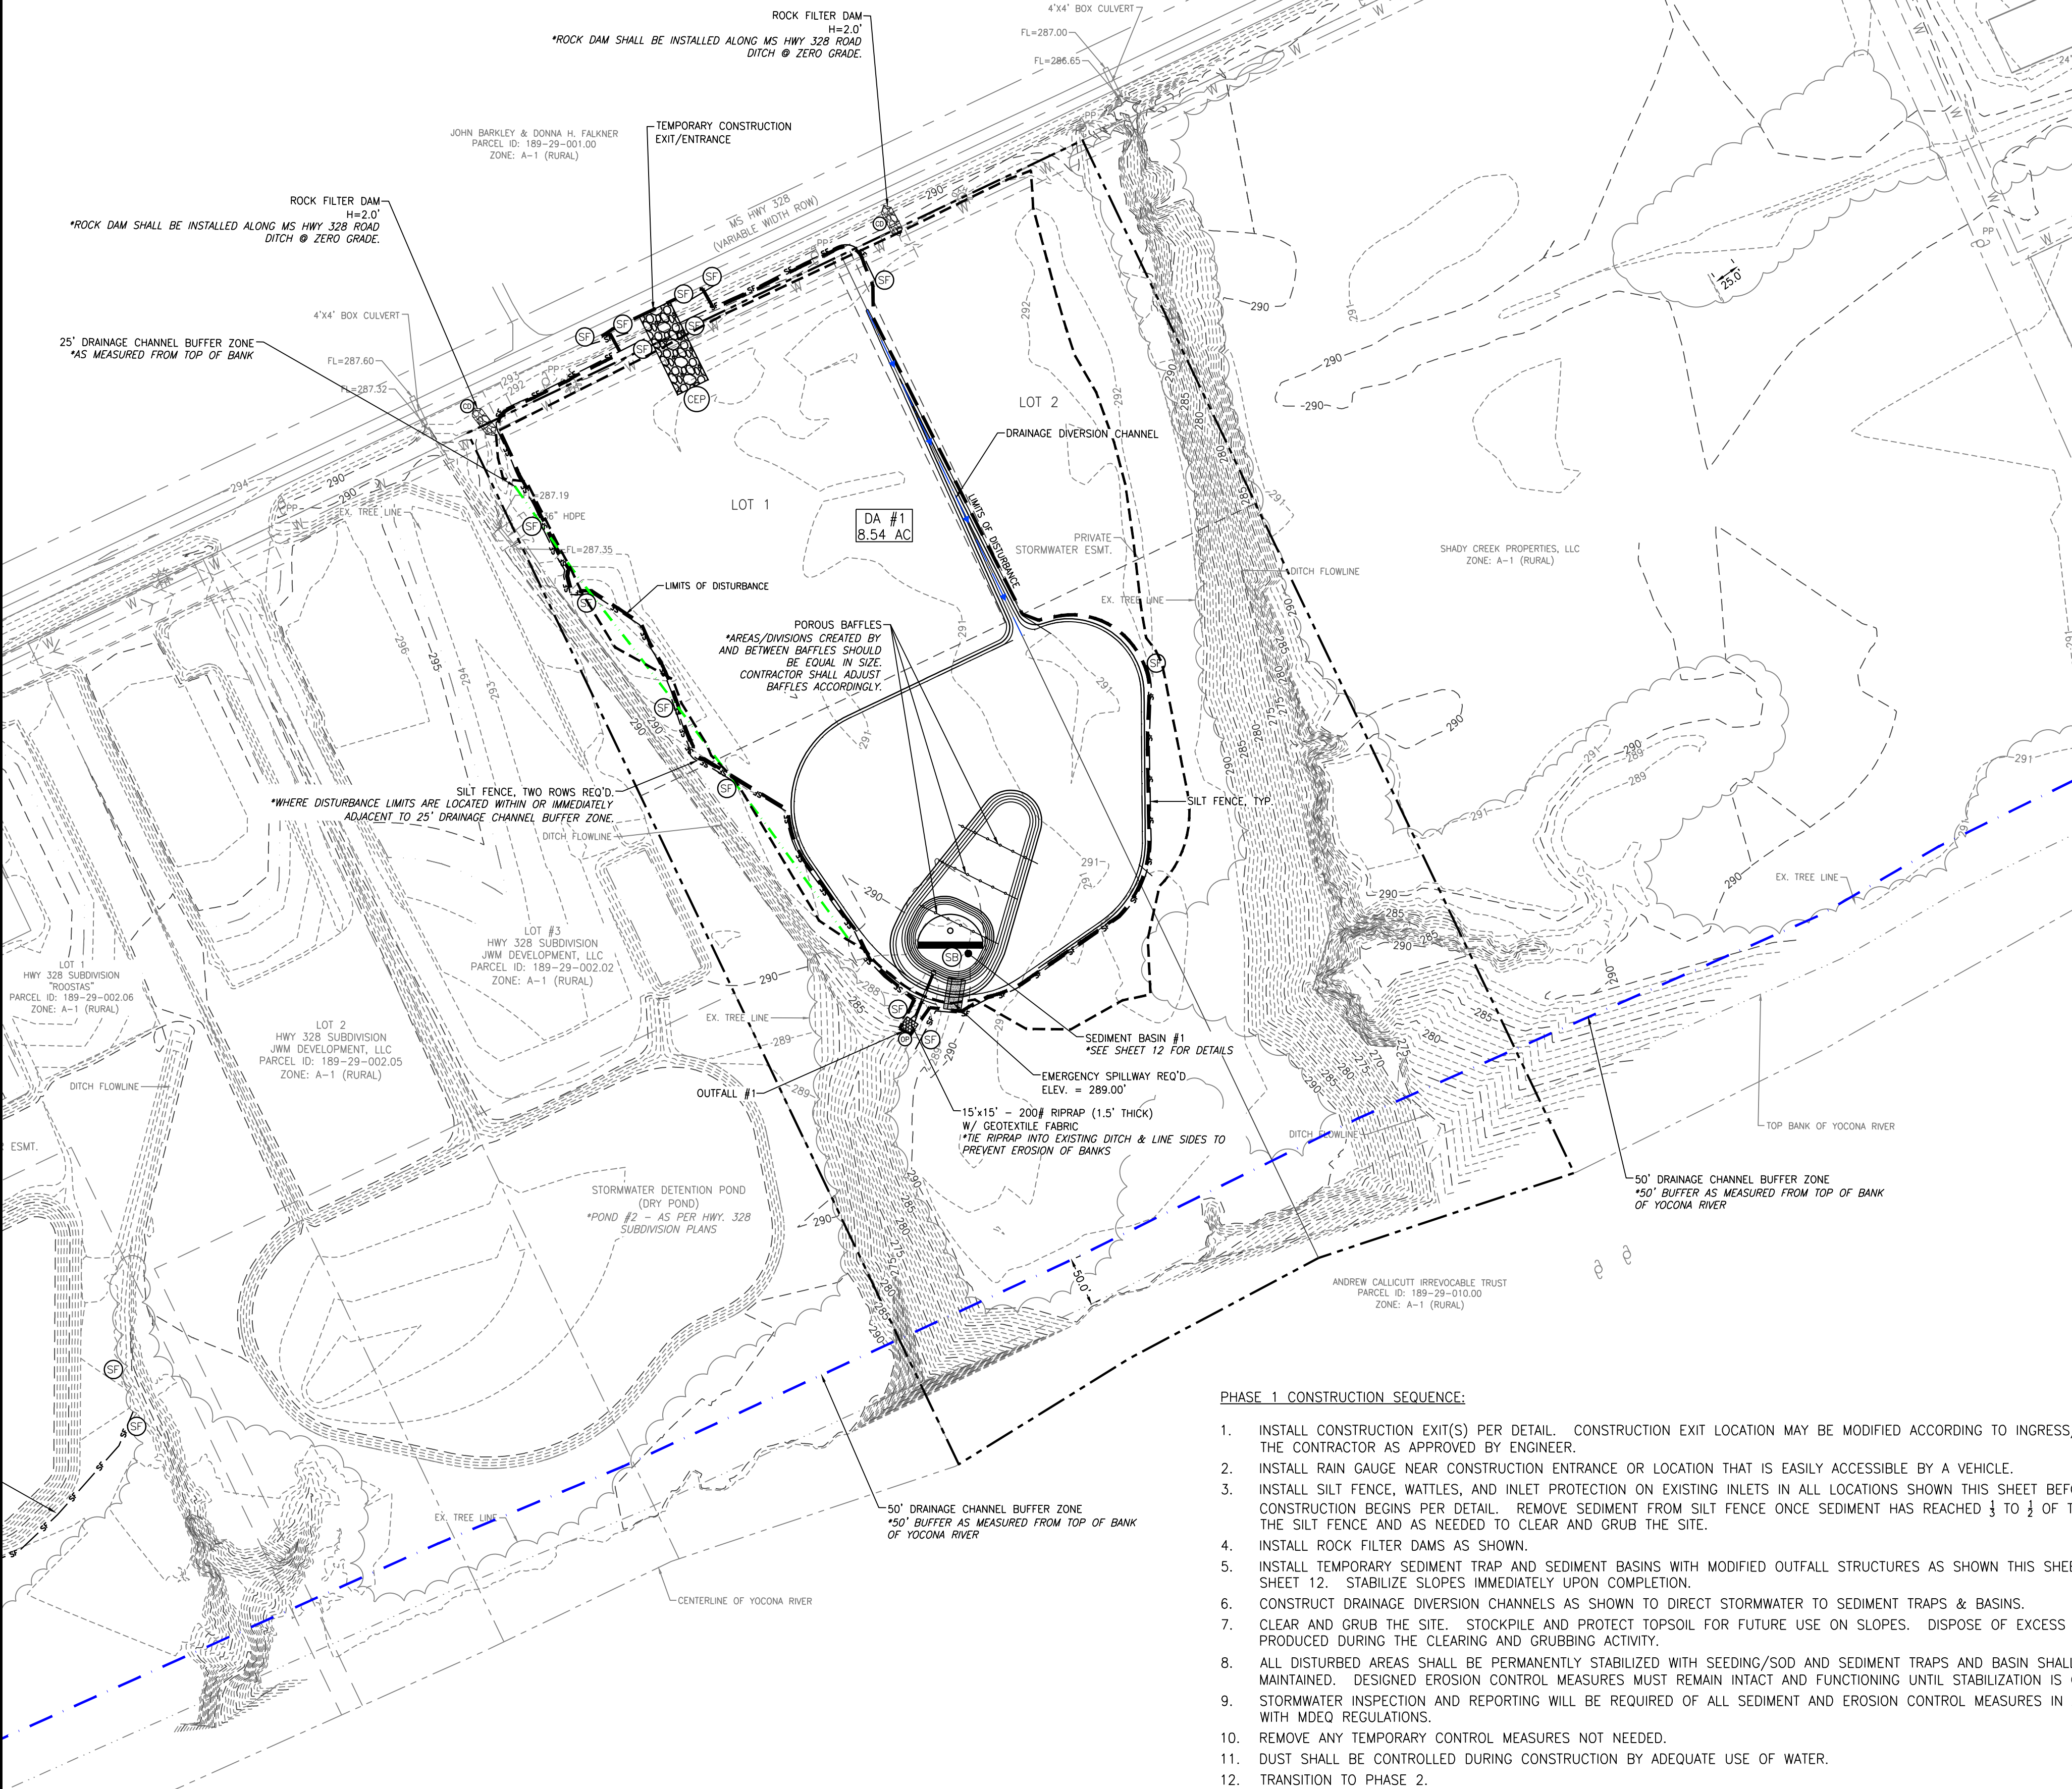 ROCK FILTER DAM
H=2.0'
*ROCK DAM SHALL BE INSTALLED ALONG MS HWY 328 ROAD
DITCH @ ZERO GRADE.
4'X4' BOX CULVERT
FL=287.00
FL=286.65
JOHN BARKLEY & DONNA H. FALKNER
PARCEL ID: 189-29-001.00
ZONE: A-1 (RURAL)
TEMPORARY CONSTRUCTION
EXIT/ENTRANCE
MS HWY 328
(VARIABLE WIDTH ROW)
ROCK FILTER DAM
H=2.0'
*ROCK DAM SHALL BE INSTALLED ALONG MS HWY 328 ROAD
DITCH @ ZERO GRADE.
4'X4' BOX CULVERT
25' DRAINAGE CHANNEL BUFFER ZONE
*AS MEASURED FROM TOP OF BANK
FL=287.60
FL=287.32
CD
CD
SF
SF
SF
SF
SF
SF
SF
CEP
PP
PP
PP
PP
PP
25.0'
LOT 2
DRAINAGE DIVERSION CHANNEL
LOT 1
DA #1
8.54 AC
LIMITS OF DISTURBANCE
PRIVATE
STORMWATER ESMT.
EX. TREE LINE
287.19
36" HDPE
FL=287.35
EX. TREE LINE
SHADY CREEK PROPERTIES, LLC
ZONE: A-1 (RURAL)
DITCH FLOWLINE
LIMITS OF DISTURBANCE
POROUS BAFFLES
*AREAS/DIVISIONS CREATED BY
AND BETWEEN BAFFLES SHOULD
BE EQUAL IN SIZE.
CONTRACTOR SHALL ADJUST
BAFFLES ACCORDINGLY.
SILT FENCE, TWO ROWS REQ'D.
*WHERE DISTURBANCE LIMITS ARE LOCATED WITHIN OR IMMEDIATELY
ADJACENT TO 25' DRAINAGE CHANNEL BUFFER ZONE.
DITCH FLOWLINE
SILT FENCE, TYP.
EX. TREE LINE
LOT #3
HWY 328 SUBDIVISION
JWM DEVELOPMENT, LLC
PARCEL ID: 189-29-002.02
ZONE: A-1 (RURAL)
LOT 1
HWY 328 SUBDIVISION
"ROOSTAS"
PARCEL ID: 189-29-002.06
ZONE: A-1 (RURAL)
LOT 2
HWY 328 SUBDIVISION
JWM DEVELOPMENT, LLC
PARCEL ID: 189-29-002.05
ZONE: A-1 (RURAL)
DITCH FLOWLINE
EX. TREE LINE
SB
OP
SF
SF
OUTFALL #1
SEDIMENT BASIN #1
*SEE SHEET 12 FOR DETAILS
EMERGENCY SPILLWAY REQ'D
ELEV. = 289.00'
15'x15' - 200# RIPRAP (1.5' THICK)
W/ GEOTEXTILE FABRIC
*TIE RIPRAP INTO EXISTING DITCH & LINE SIDES TO
PREVENT EROSION OF BANKS
DITCH FLOWLINE
TOP BANK OF YOCONA RIVER
ESMT.
50' DRAINAGE CHANNEL BUFFER ZONE
*50' BUFFER AS MEASURED FROM TOP OF BANK
OF YOCONA RIVER
STORMWATER DETENTION POND
(DRY POND)
*POND #2 - AS PER HWY. 328
SUBDIVISION PLANS
50.0'
ANDREW CALLICUTT IRREVOCABLE TRUST
PARCEL ID: 189-29-010.00
ZONE: A-1 (RURAL)
SF
SF
50' DRAINAGE CHANNEL BUFFER ZONE
*50' BUFFER AS MEASURED FROM TOP OF BANK
OF YOCONA RIVER
EX. TREE LINE
CENTERLINE OF YOCONA RIVER
PHASE 1 CONSTRUCTION SEQUENCE:
1. INSTALL CONSTRUCTION EXIT(S) PER DETAIL. CONSTRUCTION EXIT LOCATION MAY BE MODIFIED ACCORDING TO INGRESS,
THE CONTRACTOR AS APPROVED BY ENGINEER.
2. INSTALL RAIN GAUGE NEAR CONSTRUCTION ENTRANCE OR LOCATION THAT IS EASILY ACCESSIBLE BY A VEHICLE.
3. INSTALL SILT FENCE, WATTLES, AND INLET PROTECTION ON EXISTING INLETS IN ALL LOCATIONS SHOWN THIS SHEET
CONSTRUCTION BEGINS PER DETAIL. REMOVE SEDIMENT FROM SILT FENCE ONCE SEDIMENT HAS REACHED ⅓ TO ½ OF
THE SILT FENCE AND AS NEEDED TO CLEAR AND GRUB THE SITE.
4. INSTALL ROCK FILTER DAMS AS SHOWN.
5. INSTALL TEMPORARY SEDIMENT TRAP AND SEDIMENT BASINS WITH MODIFIED OUTFALL STRUCTURES AS SHOWN THIS
SHEET 12. STABILIZE SLOPES IMMEDIATELY UPON COMPLETION.
6. CONSTRUCT DRAINAGE DIVERSION CHANNELS AS SHOWN TO DIRECT STORMWATER TO SEDIMENT TRAPS & BASINS.
7. CLEAR AND GRUB THE SITE. STOCKPILE AND PROTECT TOPSOIL FOR FUTURE USE ON SLOPES. DISPOSE OF EXCESS
PRODUCED DURING THE CLEARING AND GRUBBING ACTIVITY.
8. ALL DISTURBED AREAS SHALL BE PERMANENTLY STABILIZED WITH SEEDING/SOD AND SEDIMENT TRAPS AND BASIN SHALL
MAINTAINED. DESIGNED EROSION CONTROL MEASURES MUST REMAIN INTACT AND FUNCTIONING UNTIL STABILIZATION IS
9. STORMWATER INSPECTION AND REPORTING WILL BE REQUIRED OF ALL SEDIMENT AND EROSION CONTROL MEASURES IN
WITH MDEQ REGULATIONS.
10. REMOVE ANY TEMPORARY CONTROL MEASURES NOT NEEDED.
11. DUST SHALL BE CONTROLLED DURING CONSTRUCTION BY ADEQUATE USE OF WATER.
12. TRANSITION TO PHASE 2.